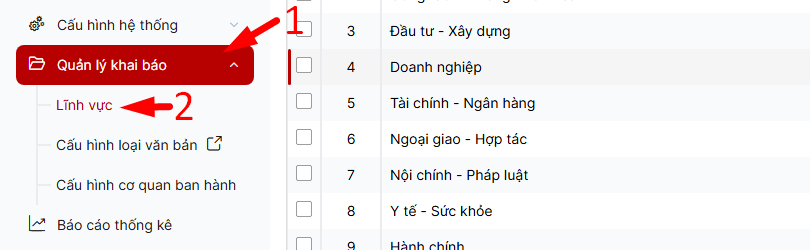 Cấu hình hệ thống
1
Quản lý khai báo
Lĩnh vực
2
Cấu hình loại văn bản
Cấu hình cơ quan ban hành
Báo cáo thống kê
3 Đầu tư - Xây dựng
4 Doanh nghiệp
5 Tài chính - Ngân hàng
6 Ngoại giao - Hợp tác
7 Nội chính - Pháp luật
8 Y tế - Sức khỏe
9 Hành chính